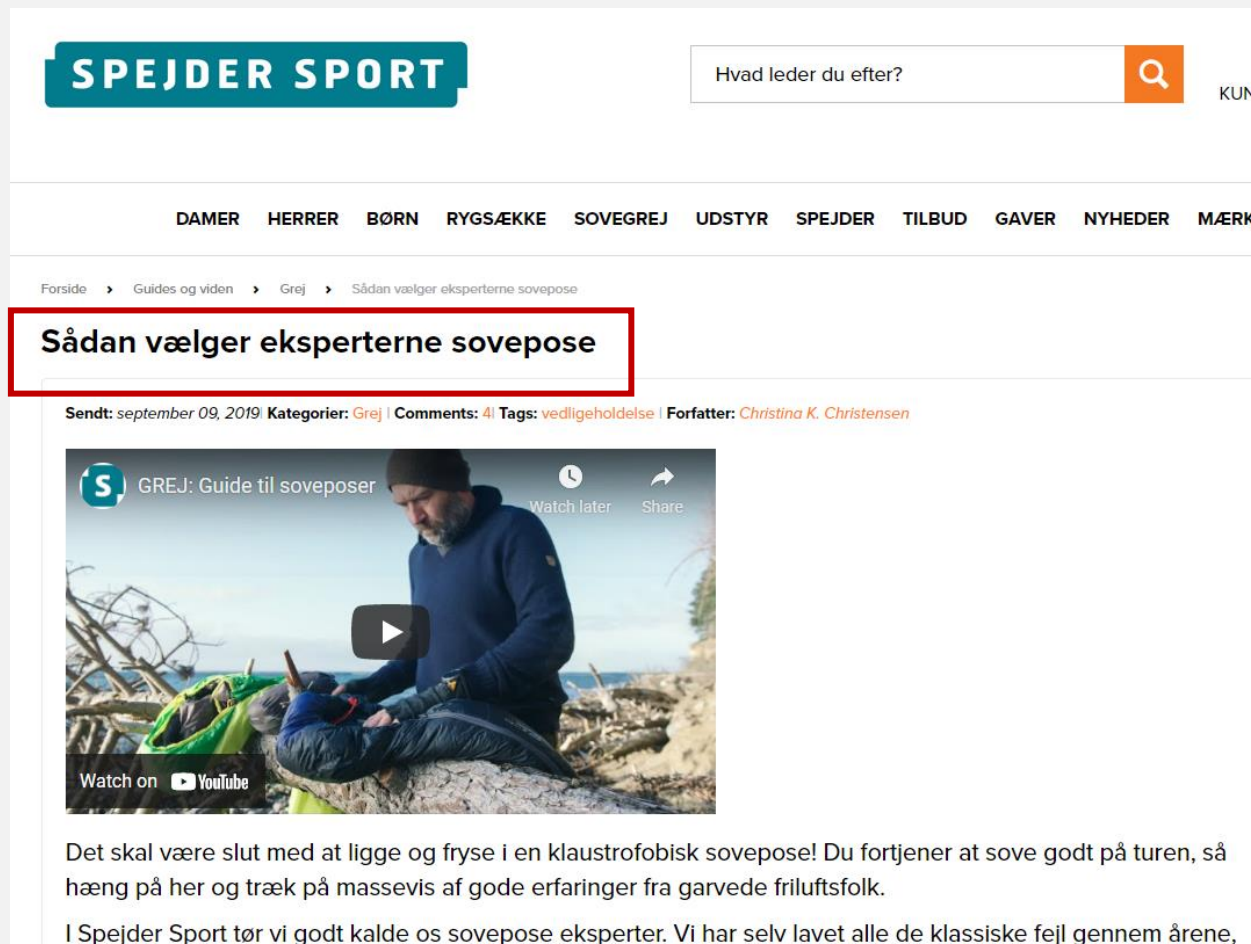 SPEJDER SPORT
Hvad leder du efter?
KUN
DAMER HERRER BØRN RYGSÆKKE SOVEGREJ UDSTYR SPEJDER TILBUD GAVER NYHEDER MÆRK
Forside > Guides og viden > Grej > Sådan vælger eksperterne sovepose
Sådan vælger eksperterne sovepose
Sendt: september 09, 2019| Kategorier: Grej | Comments: 4| Tags: vedligeholdelse | Forfatter: Christina K. Christensen
S GREJ: Guide til soveposer
Watch later Share
Watch on YouTube
Det skal være slut med at ligge og fryse i en klaustrofobisk sovepose! Du fortjener at sove godt på turen, så
hæng på her og træk på massevis af gode erfaringer fra garvede friluftsfolk.
I Spejder Sport tør vi godt kalde os sovepose eksperter. Vi har selv lavet alle de klassiske fejl gennem årene,